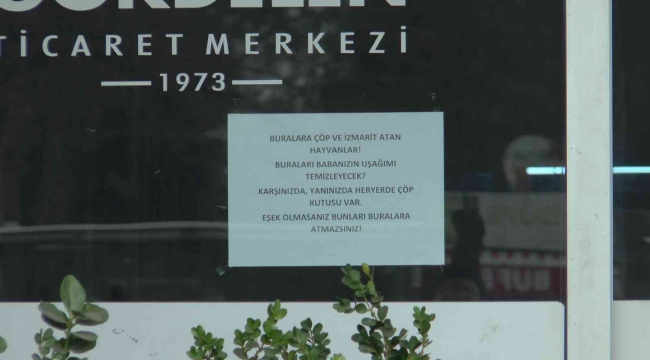 TİCARET MERKEZİ
1973
BURALARA ÇÖP VE İZMARİT ATAN
HAYVANLAR!
BURALARI BABANIZIN UŞAĞIMI
TEMİZLEYECEK?
KARŞINIZDA, YANINIZDA HERYERDE ÇÖP
KUTUSU VAR.
EŞEK OLMASANIZ BUNLARI BURALARA
ATMAZSINIZ!